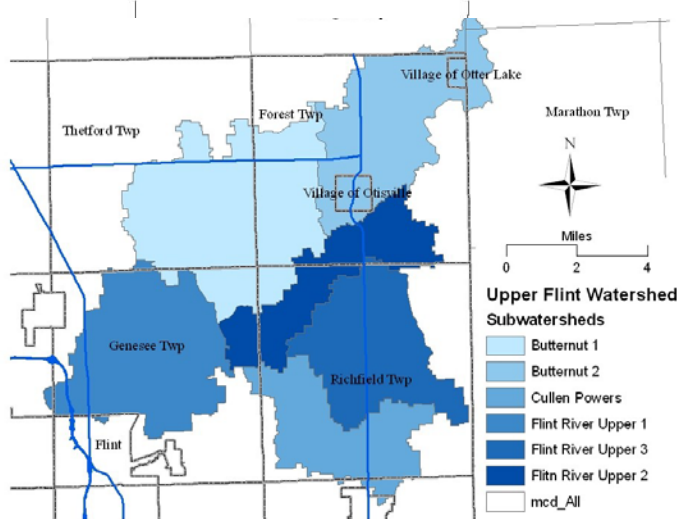 Village of Otter Lake
Forest Twp
Marathon Twp
Thetford Twp
Village of Otisville
N
Miles
0 2 4
Upper Flint Watershed
Subwatersheds
Butternut 1
Butternut 2
Cullen Powers
Flint River Upper 1
Flint River Upper 3
Flitn River Upper 2
mcd_All
Genesee Twp
Richfield Twp
Flint